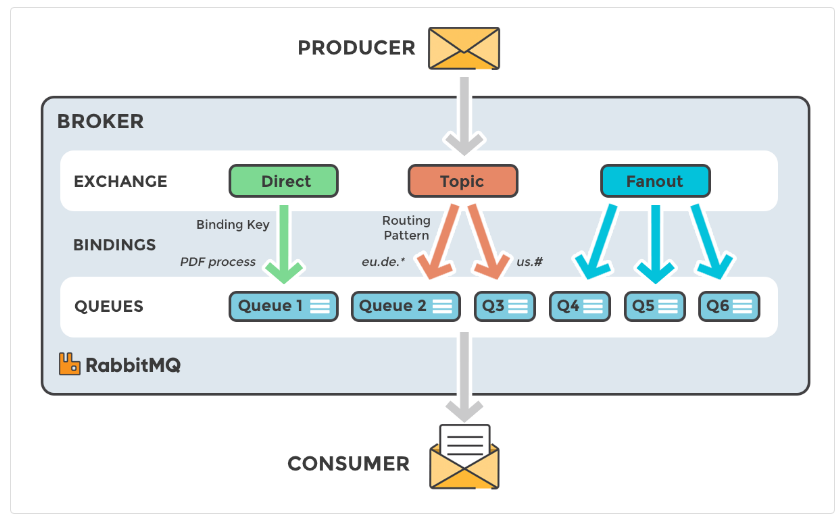 PRODUCER
BROKER
EXCHANGE
Direct
Topic
Fanout
BINDINGS
Binding Key
PDF process
Routing
Pattern
eu.de.*
us.#
QUEUES
Queue 1
Queue 2
Q3
Q4
Q5
Q6
RabbitMQ
CONSUMER